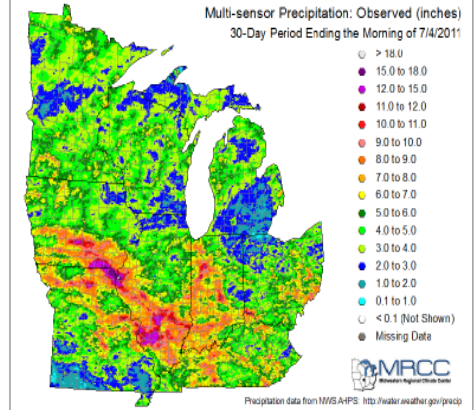 Multi-sensor Precipitation: Observed (inches)
30-Day Period Ending the Morning of 7/4/2011
> 18.0
15.0 to 18.0
12.0 to 15.0
11.0 to 12.0
10.0 to 11.0
9.0 to 10.0
8.0 to 9.0
7.0 to 8.0
6.0 to 7.0
5.0 to 6.0
4.0 to 5.0
3.0 to 4.0
2.0 to 3.0
1.0 to 2.0
0.1 to 1.0
< 0.1 (Not Shown)
Missing Data
MRCC
Midwestern Regional Climate Center
Precipitation data from NWS AHPS: http://water.weather.gov/precip